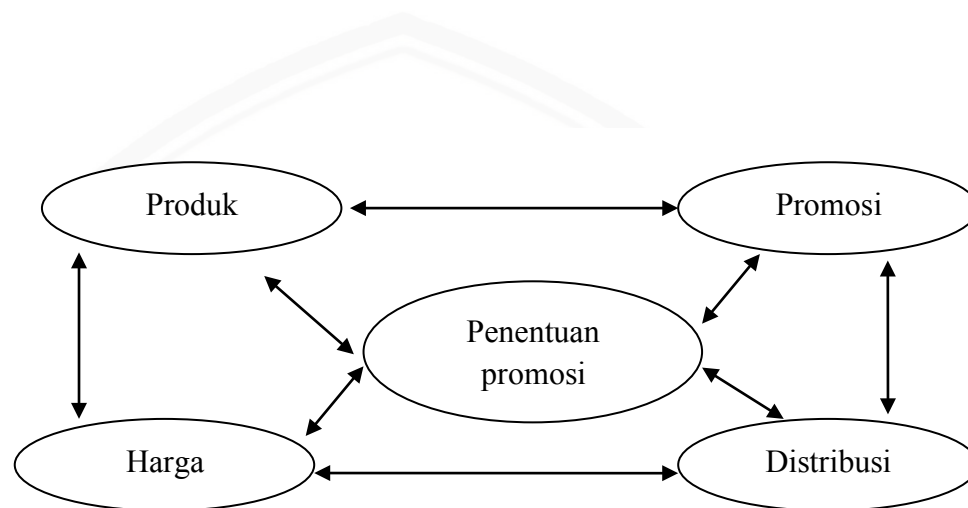 Produk
Promosi
Penentuan
promosi
Harga
Distribusi